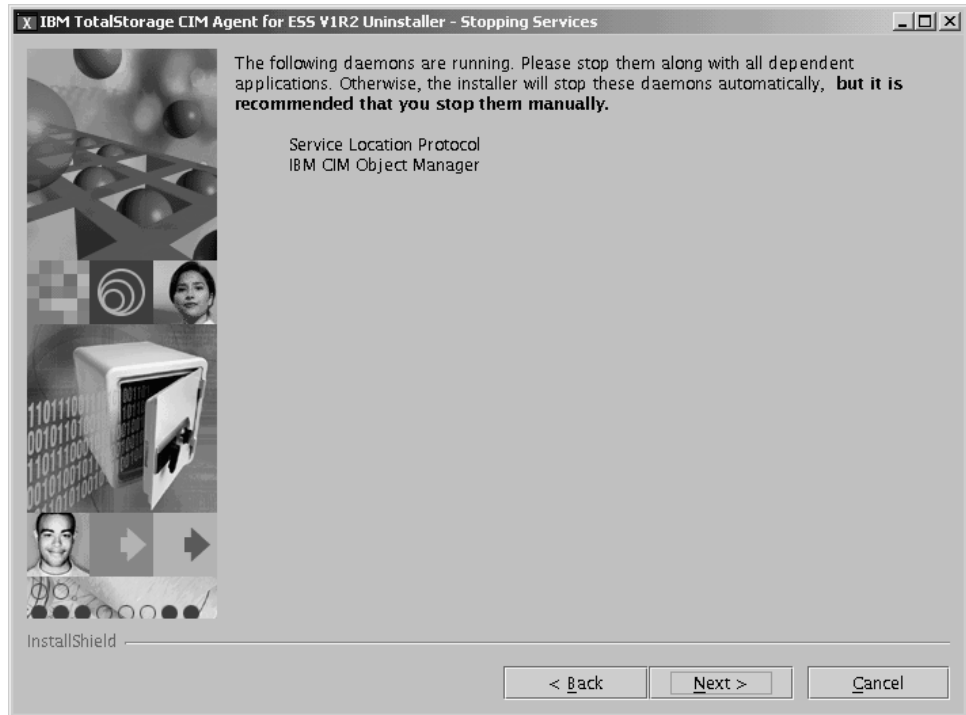 X IBM TotalStorage CIM Agent for ESS V1R2 Uninstaller - Stopping Services
The following daemons are running. Please stop them along with all dependent
applications. Otherwise, the installer will stop these daemons automatically, but it is
recommended that you stop them manually.
Service Location Protocol
IBM CIM Object Manager
InstallShield
< Back
Next >
Cancel